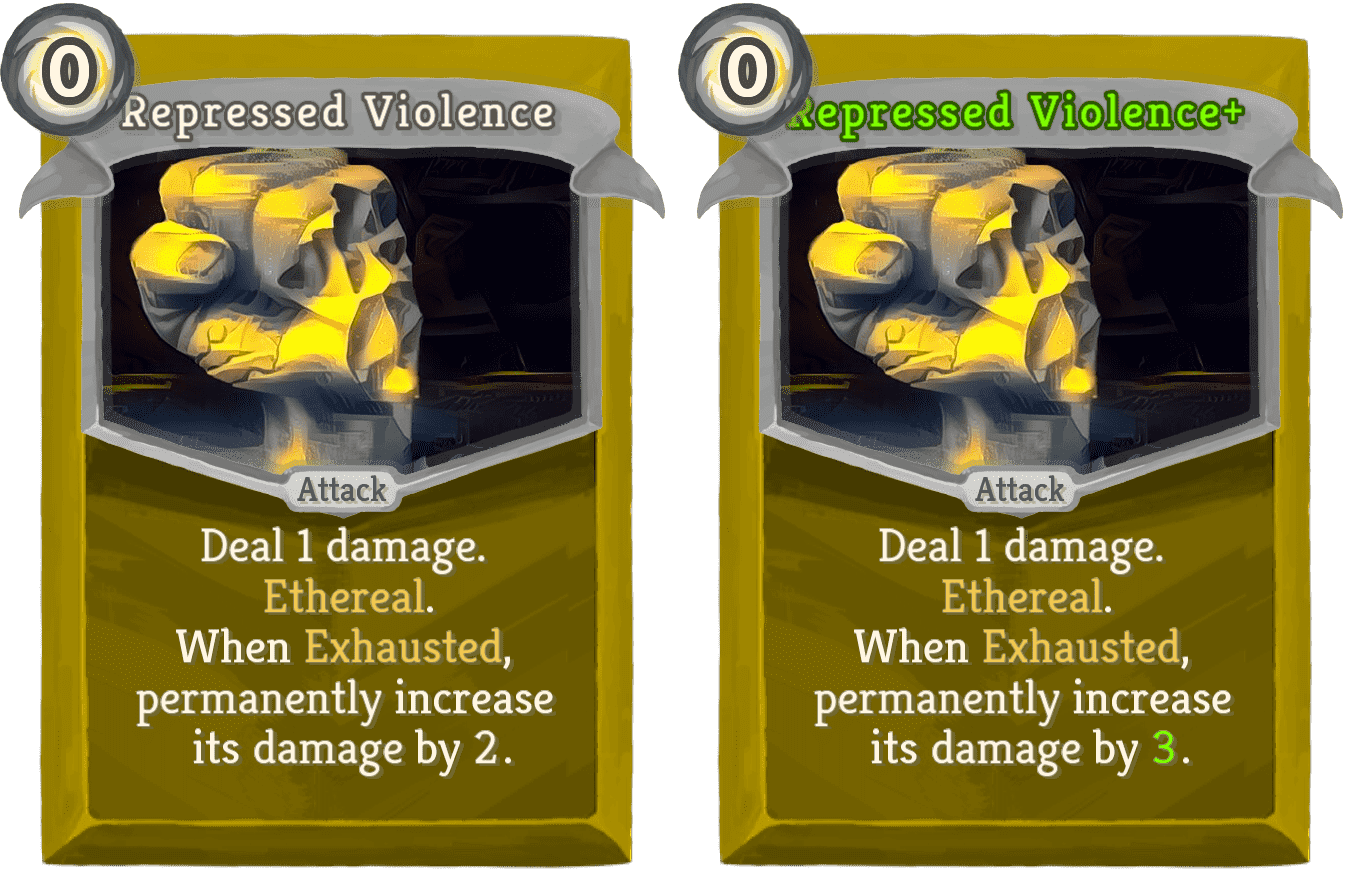 0
Repressed Violence
Attack
Deal 1 damage.
Ethereal.
When Exhausted,
permanently increase
its damage by 2.
0
Repressed Violence+
Attack
Deal 1 damage.
Ethereal.
When Exhausted,
permanently increase
its damage by 3.